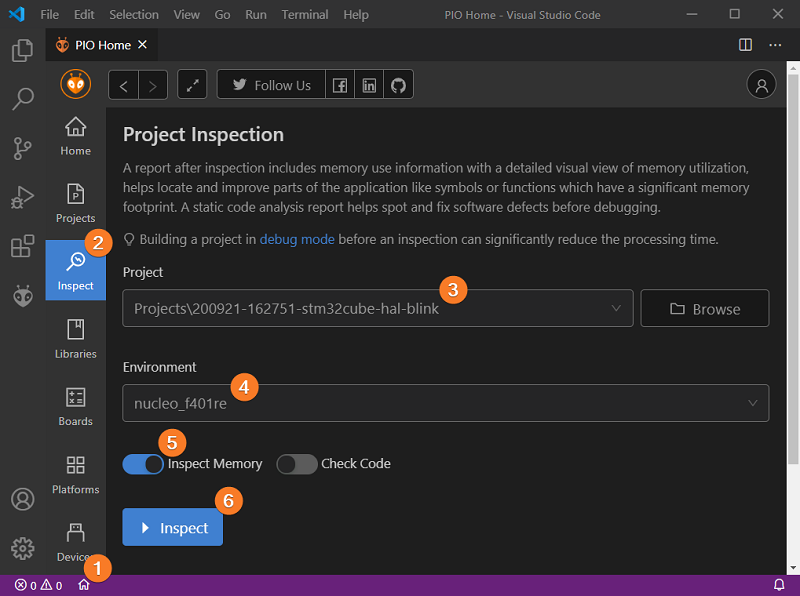 File Edit Selection View Go Run Terminal Help PIO Home - Visual Studio Code
PIO Home
Follow Us
Home
Projects
2
Inspect
Libraries
Boards
Platforms
Devices
1
Project Inspection
A report after inspection includes memory use information with a detailed visual view of memory utilization,
helps locate and improve parts of the application like symbols or functions which have a significant memory
footprint. A static code analysis report helps spot and fix software defects before debugging.
Building a project in debug mode before an inspection can significantly reduce the processing time.
Project
3
Projects\200921-162751-stm32cube-hal-blink Browse
Environment
4
nucleo_f401re
5
Inspect Memory Check Code
6
Inspect
0 0